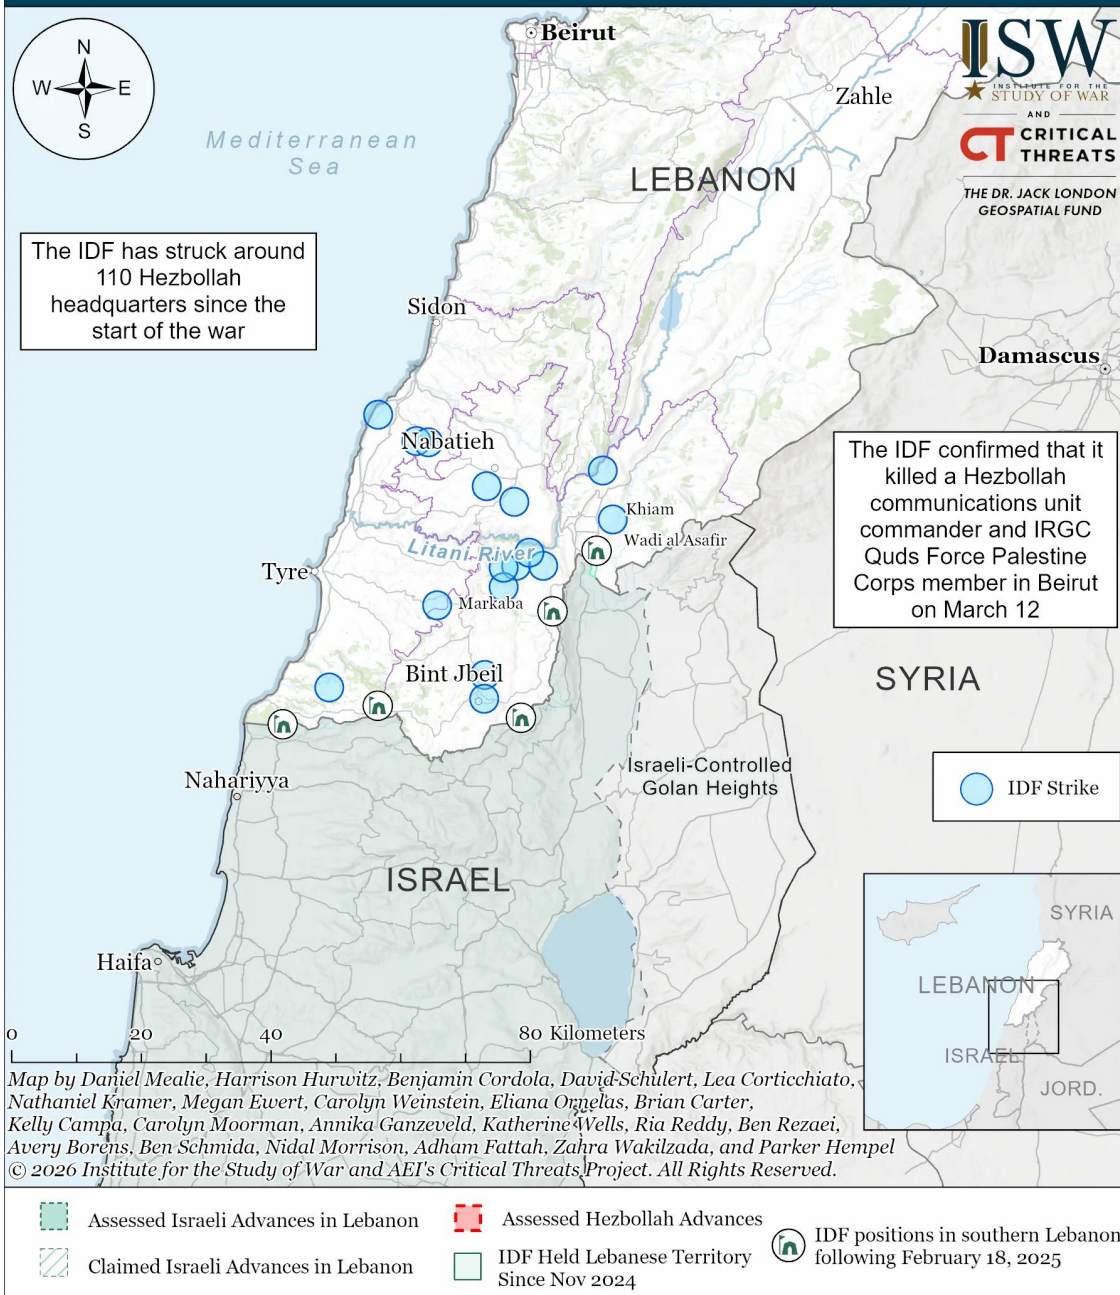 N
W
E
S
Beirut
Zahle
Mediterranean
Sea
LEBANON
ISW
INSTITUTE FOR THE
STUDY OF WAR
AND
CT CRITICAL
THREATS
THE DR. JACK LONDON
GEOSPATIAL FUND
The IDF has struck around
110 Hezbollah
headquarters since the
start of the war
Sidon
Damascus
Nabatieh
The IDF confirmed that it
killed a Hezbollah
communications unit
commander and IRGC
Quds Force Palestine
Corps member in Beirut
on March 12
Khiam
Wadi al Asafir
Litani River
Tyre
Markaba
Bint Jbeil
SYRIA
Nahariyya
Israeli-Controlled
Golan Heights
IDF Strike
ISRAEL
Haifa
SYRIA
LEBANON
ISRAEL
JORD.
0 20 40 80 Kilometers
Map by Daniel Mealie, Harrison Hurwitz, Benjamin Cordola, David Schulert, Lea Corticchiato,
Nathaniel Kramer, Megan Ewert, Carolyn Weinstein, Eliana Ornelas, Brian Carter,
Kelly Campa, Carolyn Moorman, Annika Ganzeveld, Katherine Wells, Ria Reddy, Ben Rezaei,
Avery Borens, Ben Schmida, Nidal Morrison, Adham Fattah, Zahra Wakilzada, and Parker Hempel
© 2026 Institute for the Study of War and AEI's Critical Threats Project. All Rights Reserved.
Assessed Israeli Advances in Lebanon
Claimed Israeli Advances in Lebanon
Assessed Hezbollah Advances
IDF Held Lebanese Territory
Since Nov 2024
IDF positions in southern Lebanon
following February 18, 2025